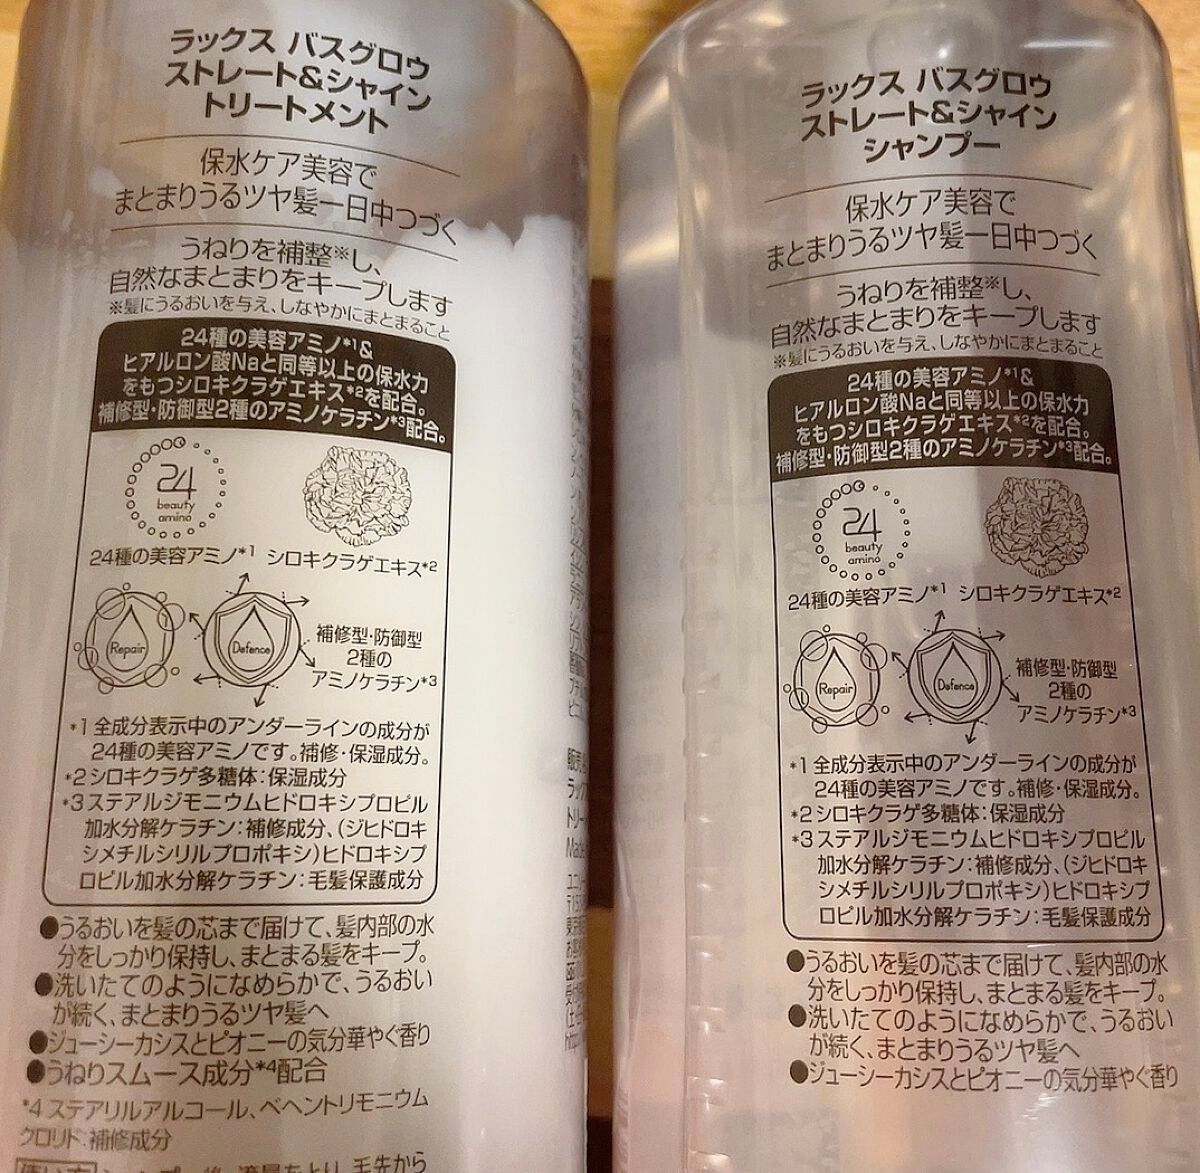 ラックス バスグロウ
ストレート&シャイン
トリートメント
保水ケア美容で
まとまりうるツヤ髪一日中つづく
うねりを補整※し、
自然なまとまりをキープします
※髪にうるおいを与え、しなやかにまとまること
24種の美容アミノ*1&
ヒアルロン酸Naと同等以上の保水力
をもつシロキクラゲエキス*2を配合。
補修型・防御型2種のアミノケラチン*3配合。
24
beauty
amino
24種の美容アミノ*1 シロキクラゲエキス*2
Repair
Defence
補修型・防御型
2種の
アミノケラチン*3
*1 全成分表示中のアンダーラインの成分が
24種の美容アミノです。補修・保湿成分。
*2 シロキクラゲ多糖体：保湿成分
*3 ステアルジモニウムヒドロキシプロピル
加水分解ケラチン：補修成分、（ジヒドロキ
シメチルシリルプロポキシ）ヒドロキシプ
ロピル加水分解ケラチン：毛髪保護成分
●うるおいを髪の芯まで届けて、髪内部の水
分をしっかり保持し、まとまる髪をキープ。
●洗いたてのようになめらかで、うるおい
が続く、まとまりうるツヤ髪へ
●ジューシーカシスとピオニーの気分華やぐ香り
●うねりスムース成分*4配合
*4 ステアリルアルコール、ベヘントリモニウム
クロリド：補修成分
ラックス バスグロウ
ストレート&シャイン
シャンプー
保水ケア美容で
まとまりうるツヤ髪一日中つづく
うねりを補整※し、
自然なまとまりをキープします
※髪にうるおいを与え、しなやかにまとまること
24種の美容アミノ*1&
ヒアルロン酸Naと同等以上の保水力
をもつシロキクラゲエキス*2を配合。
補修型・防御型2種のアミノケラチン*3配合。
24
beauty
amino
24種の美容アミノ*1 シロキクラゲエキス*2
Repair
Defence
補修型・防御型
2種の
アミノケラチン*3
*1 全成分表示中のアンダーラインの成分が
24種の美容アミノです。補修・保湿成分。
*2 シロキクラゲ多糖体：保湿成分
*3 ステアルジモニウムヒドロキシプロピル
加水分解ケラチン：補修成分、（ジヒドロキ
シメチルシリルプロポキシ）ヒドロキシプ
ロピル加水分解ケラチン：毛髪保護成分
●うるおいを髪の芯まで届けて、髪内部の水
分をしっかり保持し、まとまる髪をキープ。
●洗いたてのようになめらかで、うるおい
が続く、まとまりうるツヤ髪へ
●ジューシーカシスとピオニーの気分華やぐ香り